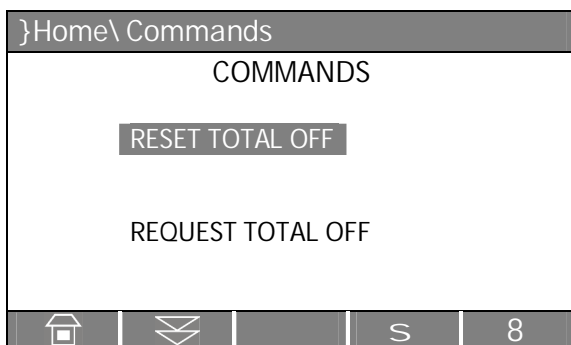 }Home\ Commands
COMMANDS
RESET TOTAL OFF
REQUEST TOTAL OFF
s 8